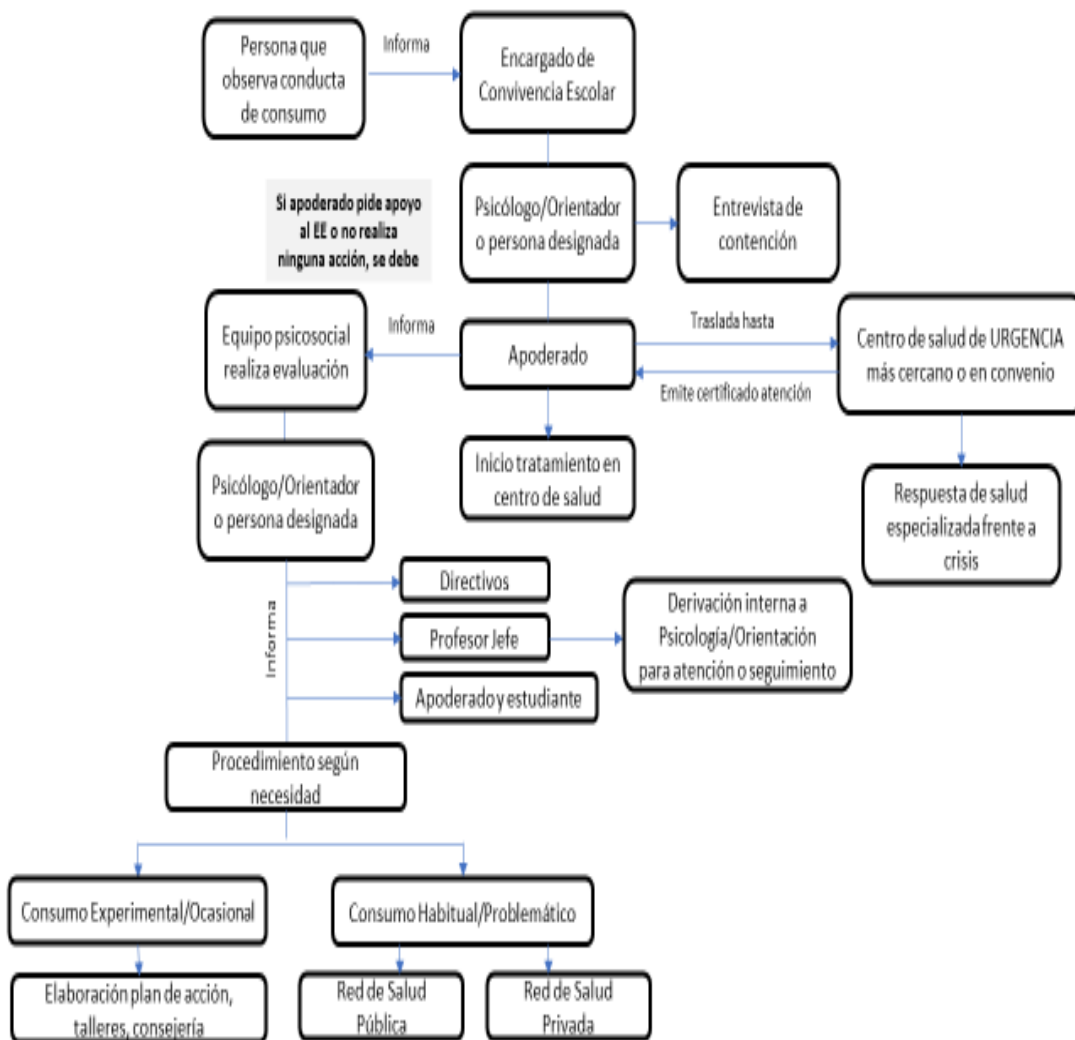 Persona que
observa conducta
de consumo
Informa
Encargado de
Convivencia Escolar
Si apoderado pide apoyo
al EE o no realiza
ninguna acción, se debe
Psicólogo/Orientador
o persona designada
Entrevista de
contención
Equipo psicosocial
realiza evaluación
Informa
Apoderado
Traslada hasta
Emite certificado atención
Centro de salud de URGENCIA
más cercano o en convenio
Psicólogo/Orientador
o persona designada
Inicio tratamiento en
centro de salud
Respuesta de salud
especializada frente a
crisis
Informa
Directivos
Profesor Jefe
Apoderado y estudiante
Derivación interna a
Psicología/Orientación
para atención o seguimiento
Procedimiento según
necesidad
Consumo Experimental/Ocasional
Consumo Habitual/Problemático
Elaboración plan de acción,
talleres, consejería
Red de Salud
Pública
Red de Salud
Privada